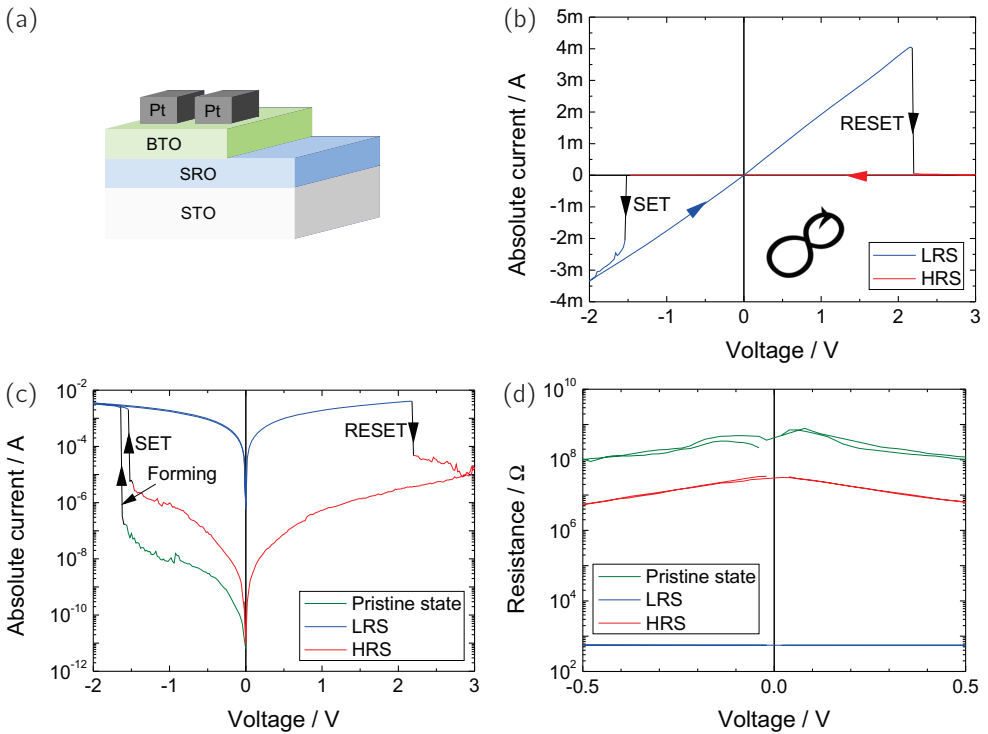 (a)
Pt Pt
BTO
SRO
STO
(b)
Absolute current / A
5m
4m
3m
2m
1m
0
-1m
-2m
-3m
-4m
RESET
SET
LRS
HRS
-2 -1 0 1 2 3
Voltage / V
(c)
Absolute current / A
10^-2
10^-4
10^-6
10^-8
10^-10
10^-12
SET
Forming
RESET
Pristine state
LRS
HRS
-2 -1 0 1 2 3
Voltage / V
(d)
Resistance / Ω
10^10
10^8
10^6
10^4
10^2
Pristine state
LRS
HRS
-0.5 0.0 0.5
Voltage / V